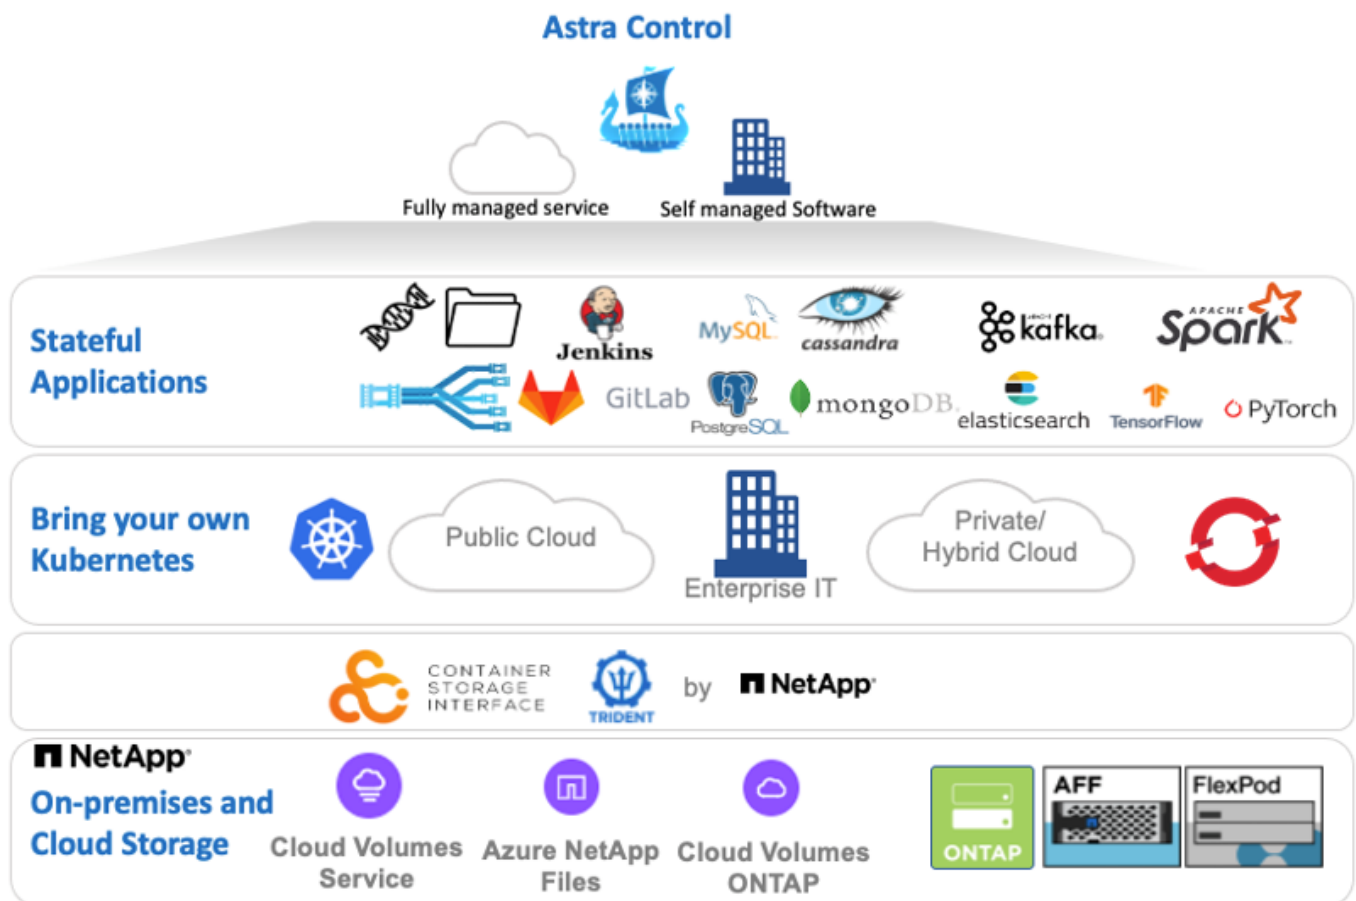 Astra Control
Fully managed service
Self managed Software
Stateful
Applications
Jenkins
MySQL
cassandra
kafka
APACHE
Spark
GitLab
PostgreSQL
mongoDB
elasticsearch
TensorFlow
PyTorch
Bring your own
Kubernetes
Public Cloud
Enterprise IT
Private/
Hybrid Cloud
CONTAINER
STORAGE
INTERFACE
TRIDENT
by
NetApp
NetApp
On-premises and
Cloud Storage
Cloud Volumes
Service
Azure NetApp
Files
Cloud Volumes
ONTAP
ONTAP
AFF
FlexPod